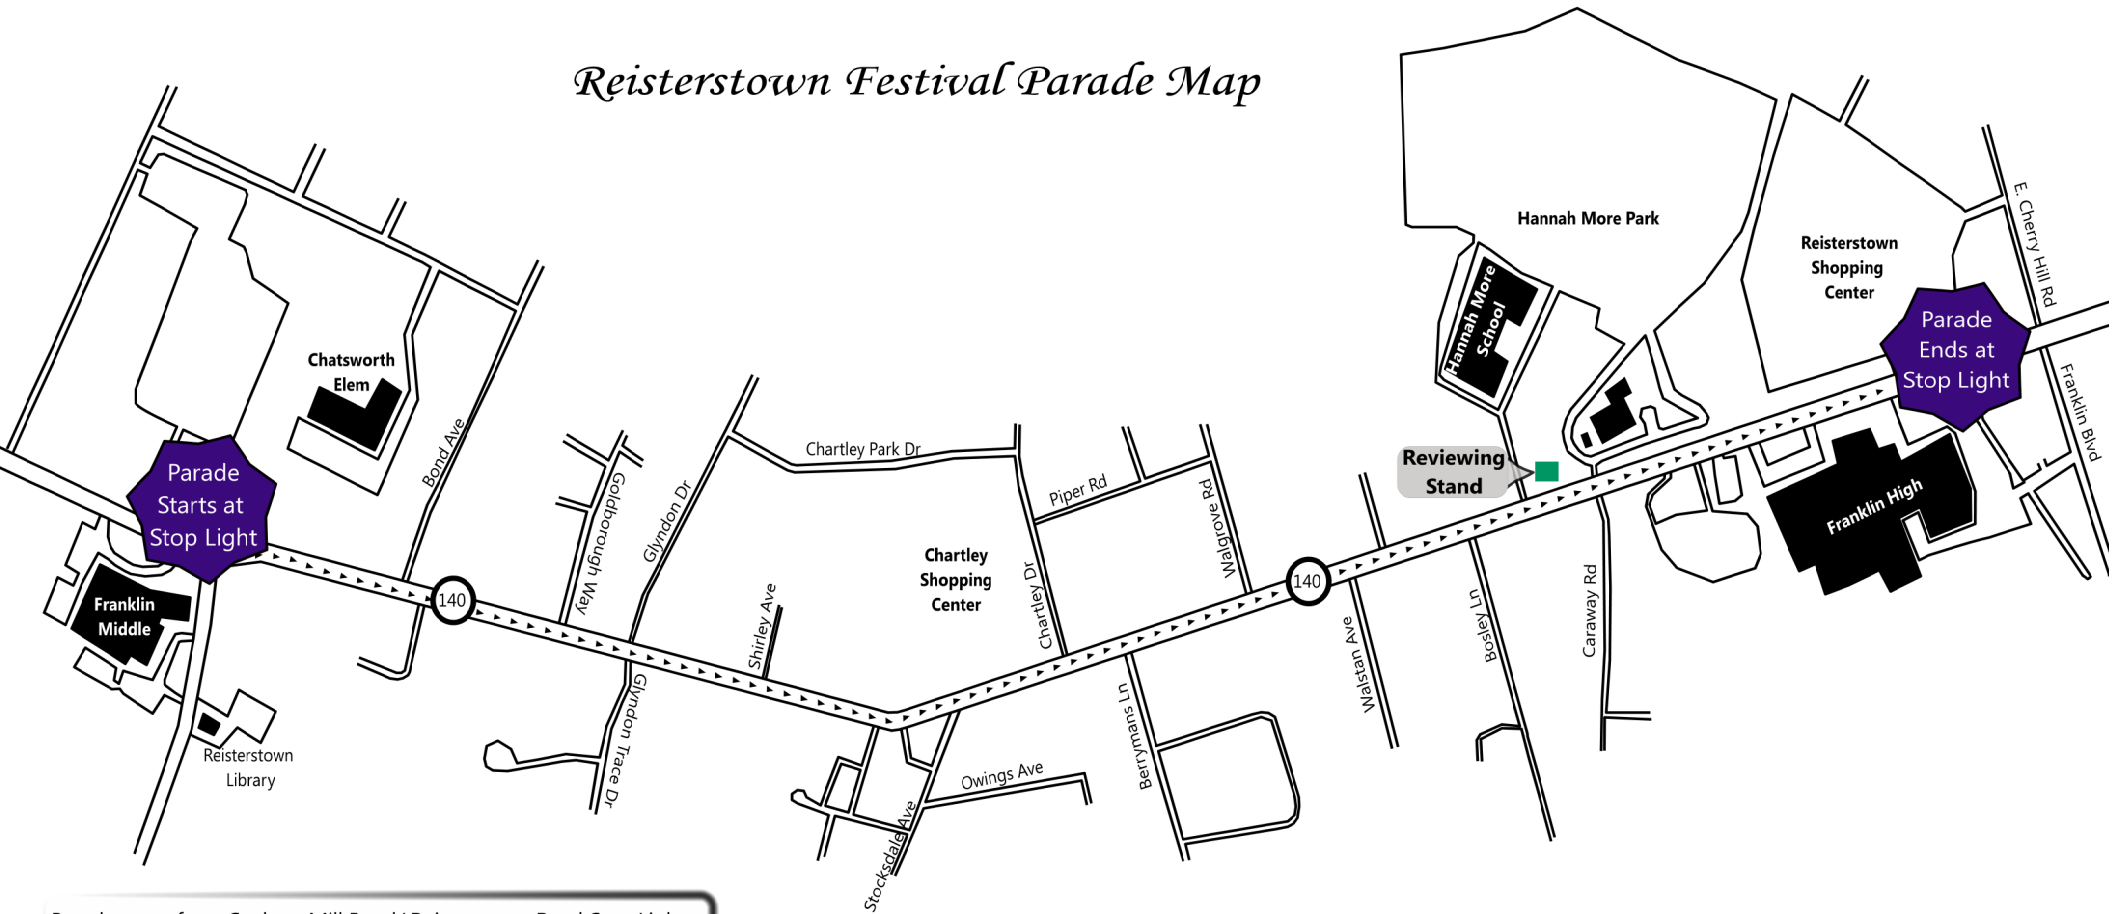 Reisterstown Festival Parade Map
Hannah More Park
Reisterstown
Shopping
Center
E. Cherry Hill Rd
Hannah More
School
Parade
Ends at
Stop Light
Franklin Blvd
Chatsworth
Elem
Bond Ave
Parade
Starts at
Stop Light
Goldborough Way
Glyndon Dr
Chartley Park Dr
Piper Rd
Walgrove Rd
Reviewing
Stand
Franklin High
Chartley
Shopping
Center
Chartley Dr
Shirley Ave
140
140
Franklin
Middle
Walstan Ave
Bosley Ln
Caraway Rd
Glyndon Trace Dr
Berrymans Ln
Reisterstown
Library
Owings Ave
Stocksdale Ave